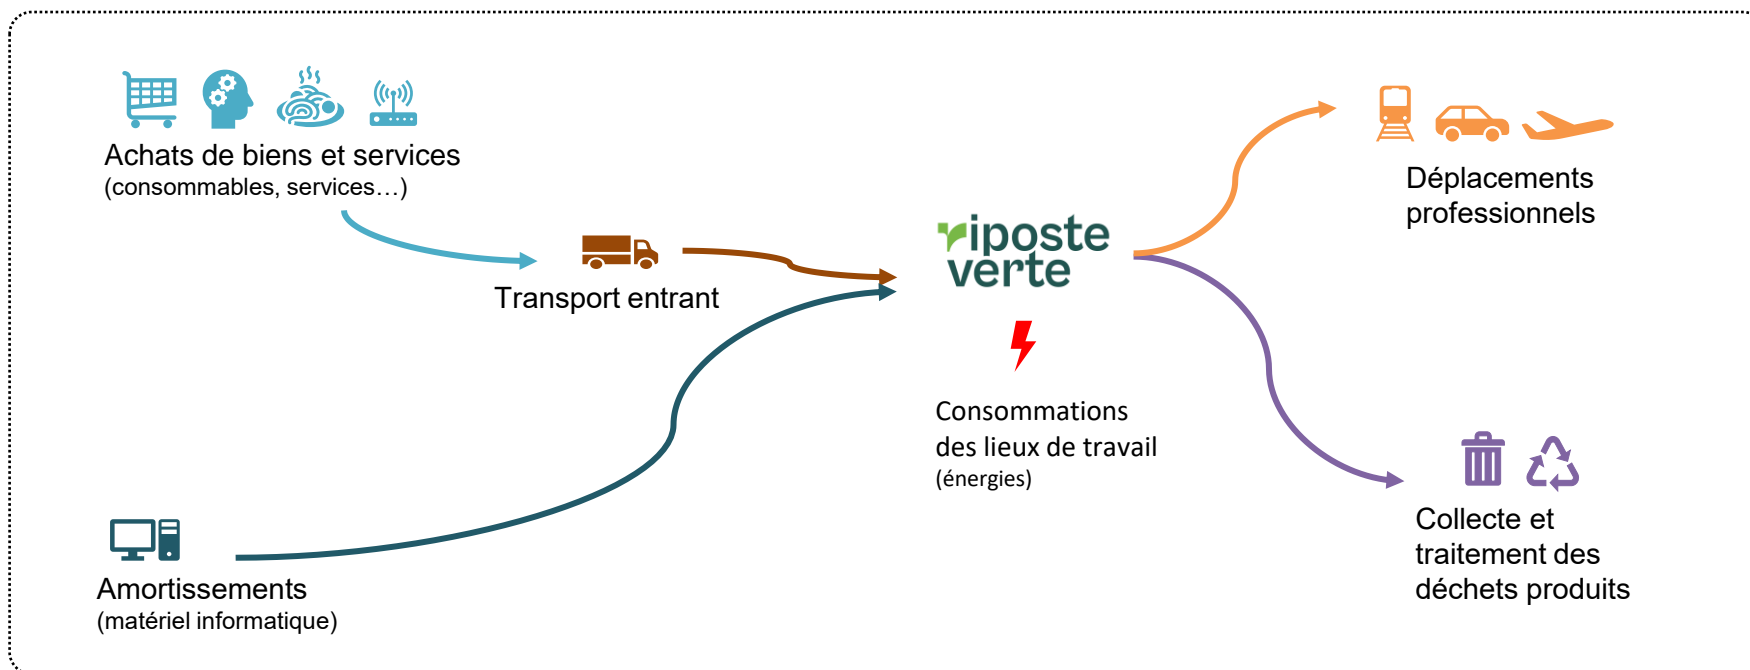 Achats de biens et services
(consommables, services…)
Transport entrant
riposte
verte
Consommations
des lieux de travail
(énergies)
Déplacements
professionnels
Amortissements
(matériel informatique)
Collecte et
traitement des
déchets produits